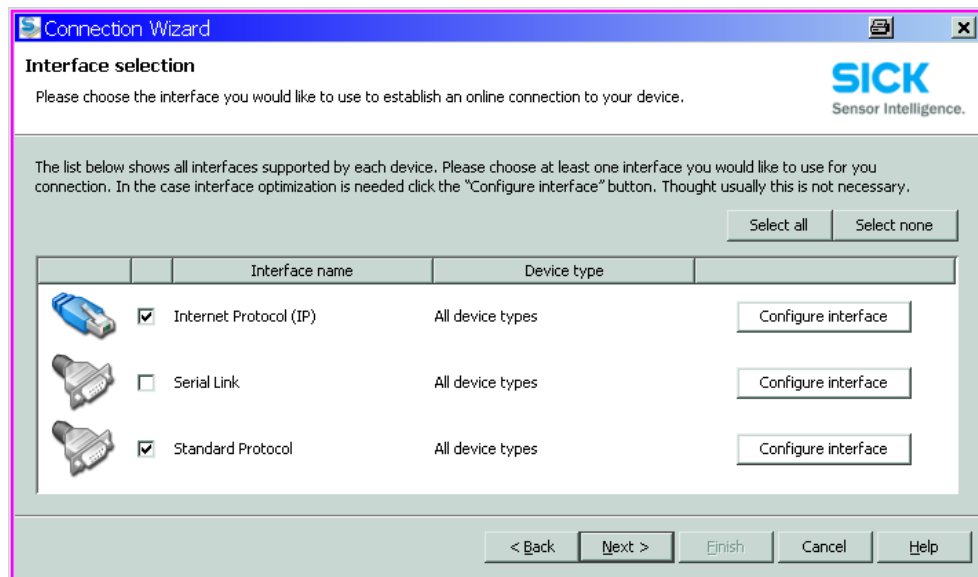 Connection Wizard
Interface selection
Please choose the interface you would like to use to establish an online connection to your device.
SICK
Sensor Intelligence.
The list below shows all interfaces supported by each device. Please choose at least one interface you would like to use for you
connection. In the case interface optimization is needed click the "Configure interface" button. Thought usually this is not necessary.
Select all Select none
Interface name Device type
Internet Protocol (IP) All device types Configure interface
Serial Link All device types Configure interface
Standard Protocol All device types Configure interface
< Back Next > Finish Cancel Help